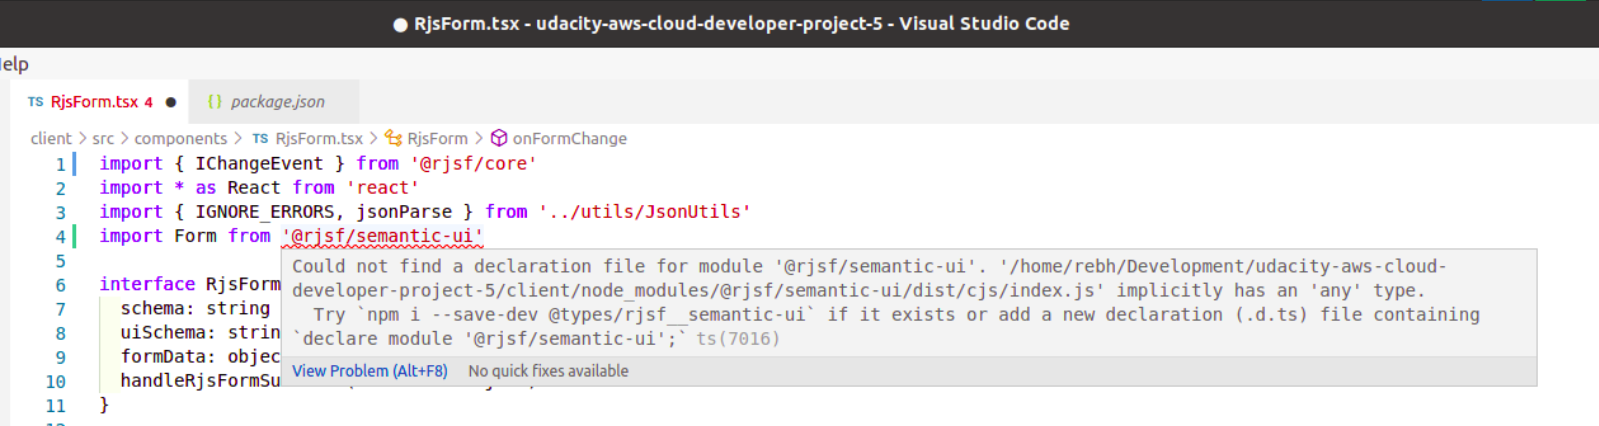 RjsForm.tsx - udacity-aws-cloud-developer-project-5 - Visual Studio Code
elp
TS RjsForm.tsx 4 ● {} package.json
client > src > components > TS RjsForm.tsx > RjsForm > onFormChange
1 import { IChangeEvent } from '@rjsf/core'
2 import * as React from 'react'
3 import { IGNORE_ERRORS, jsonParse } from '../utils/JsonUtils'
4 import Form from '@rjsf/semantic-ui'
5
6 interface RjsForm
7 schema: string
8 uiSchema: strin
9 formData: objec
10 handleRjsFormSu
11 }
Could not find a declaration file for module '@rjsf/semantic-ui'. '/home/rebh/Development/udacity-aws-cloud-
developer-project-5/client/node_modules/@rjsf/semantic-ui/dist/cjs/index.js' implicitly has an 'any' type.
Try `npm i --save-dev @types/rjsf__semantic-ui` if it exists or add a new declaration (.d.ts) file containing
`declare module '@rjsf/semantic-ui';` ts(7016)
View Problem (Alt+F8) No quick fixes available